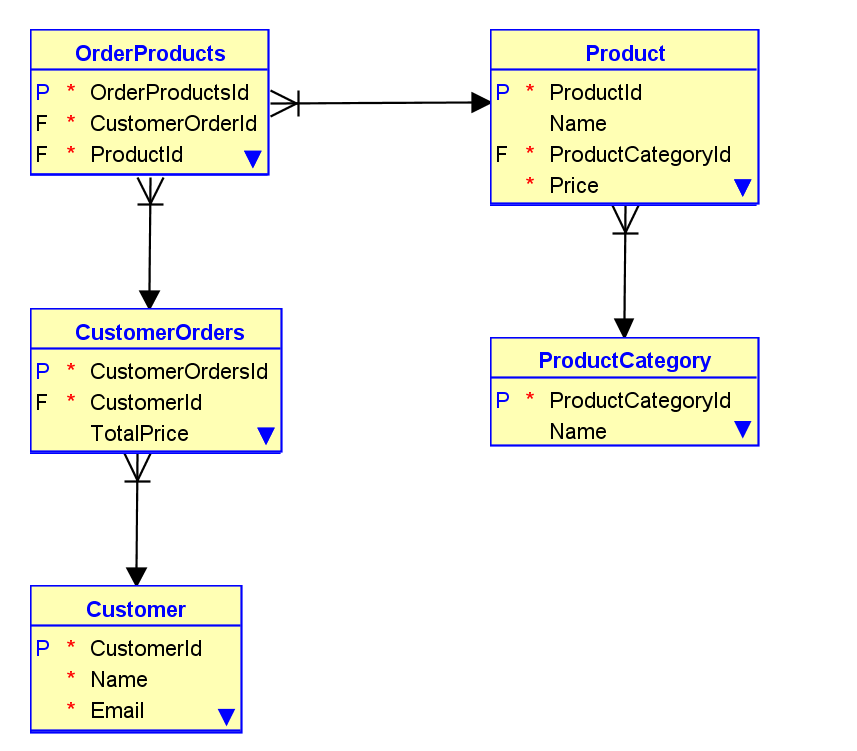 OrderProducts
P * OrderProductsId
F * CustomerOrderId
F * ProductId
Product
P * ProductId
Name
F * ProductCategoryId
* Price
CustomerOrders
P * CustomerOrdersId
F * CustomerId
TotalPrice
ProductCategory
P * ProductCategoryId
Name
Customer
P * CustomerId
* Name
* Email